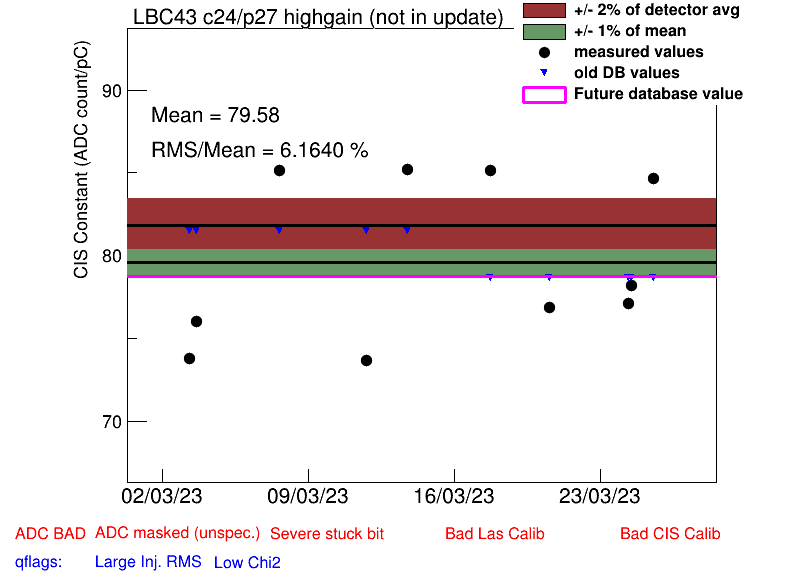 LBC43 c24/p27 highgain (not in update)
+/- 2% of detector avg
+/- 1% of mean
measured values
old DB values
Future database value
CIS Constant (ADC count/pC)
90
80
70
Mean = 79.58
RMS/Mean = 6.1640 %
02/03/23 09/03/23 16/03/23 23/03/23
ADC BAD ADC masked (unspec.) Severe stuck bit Bad Las Calib Bad CIS Calib
qflags: Large Inj. RMS Low Chi2